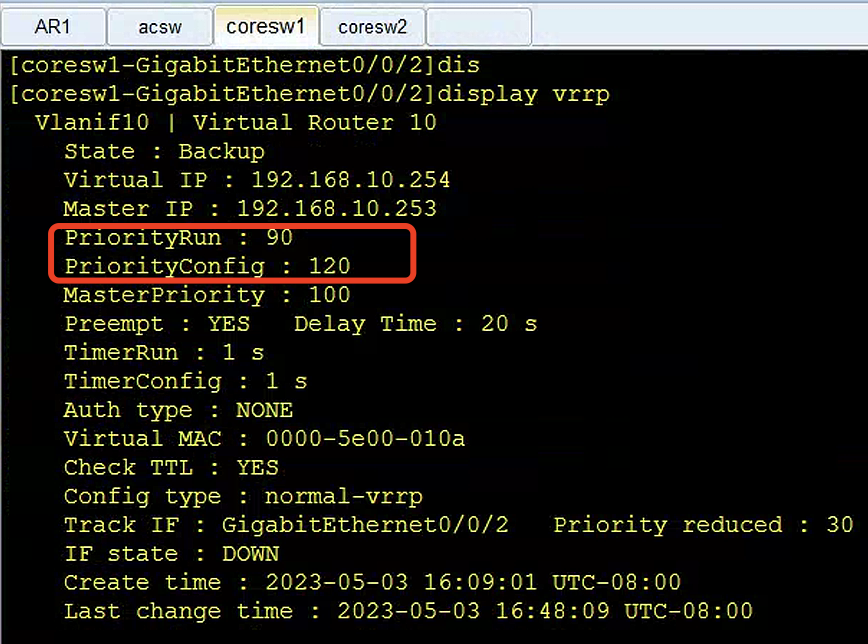 AR1 acsw coresw1 coresw2
[coresw1-GigabitEthernet0/0/2]dis
[coresw1-GigabitEthernet0/0/2]display vrrp
Vlanif10 | Virtual Router 10
State : Backup
Virtual IP : 192.168.10.254
Master IP : 192.168.10.253
PriorityRun : 90
PriorityConfig : 120
MasterPriority : 100
Preempt : YES Delay Time : 20 s
TimerRun : 1 s
TimerConfig : 1 s
Auth type : NONE
Virtual MAC : 0000-5e00-010a
Check TTL : YES
Config type : normal-vrrp
Track IF : GigabitEthernet0/0/2 Priority reduced : 30
IF state : DOWN
Create time : 2023-05-03 16:09:01 UTC-08:00
Last change time : 2023-05-03 16:48:09 UTC-08:00